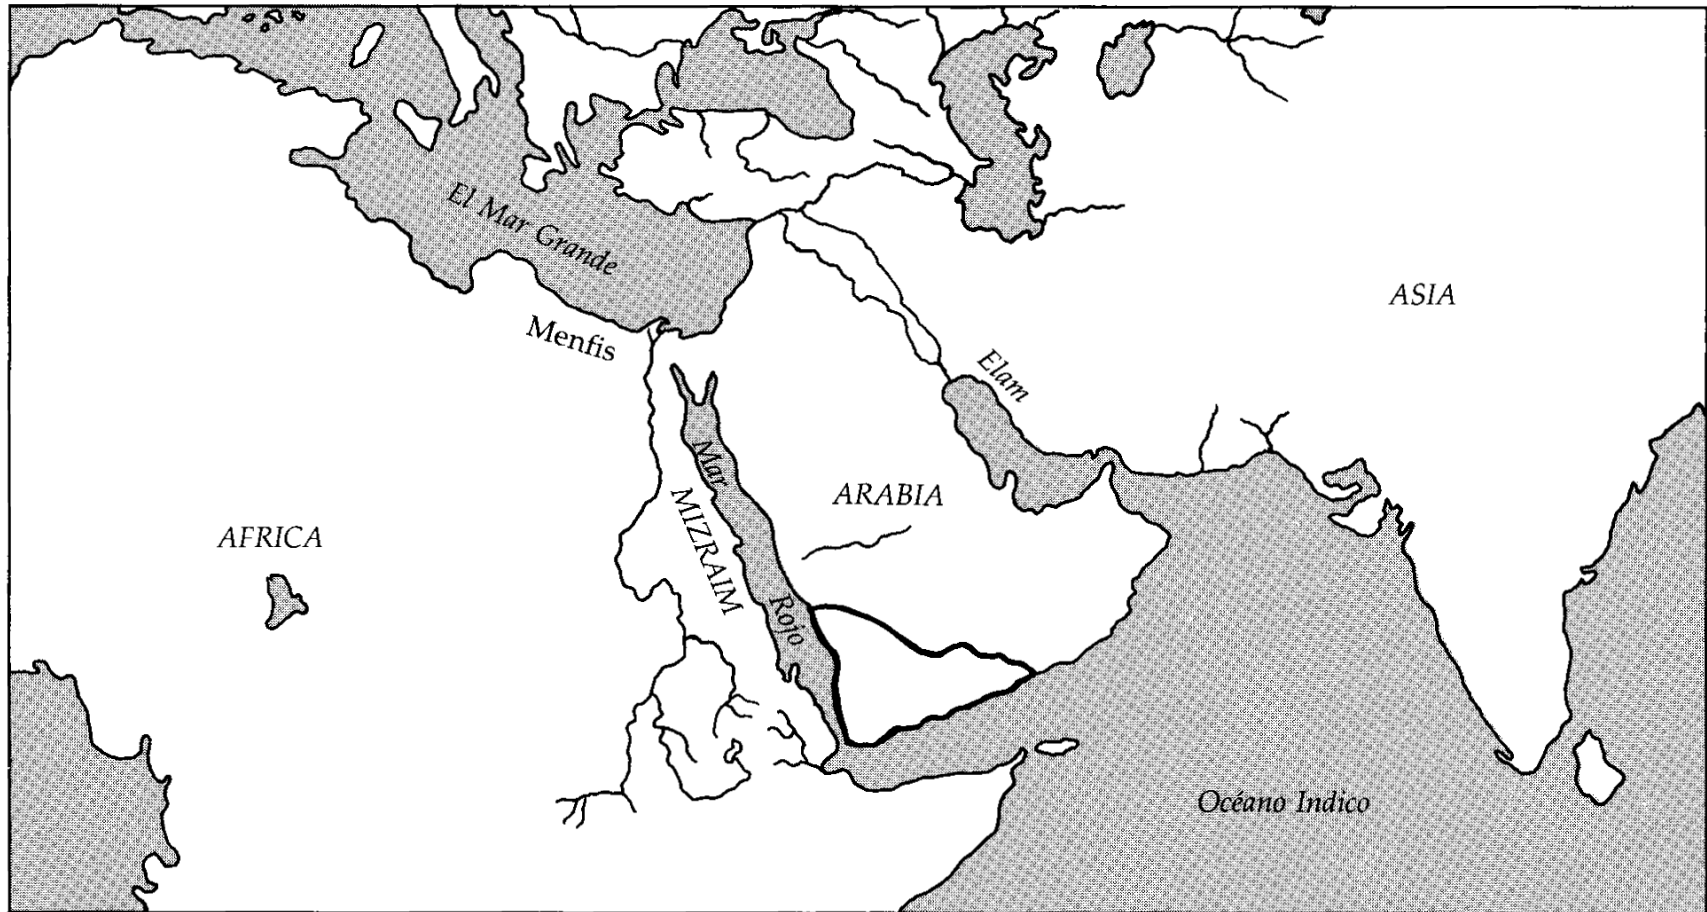 El Mar Grande
ASIA
Menfis
Elam
Mar
ARABIA
MIZRAIM
AFRICA
Rojo
Océano Indico